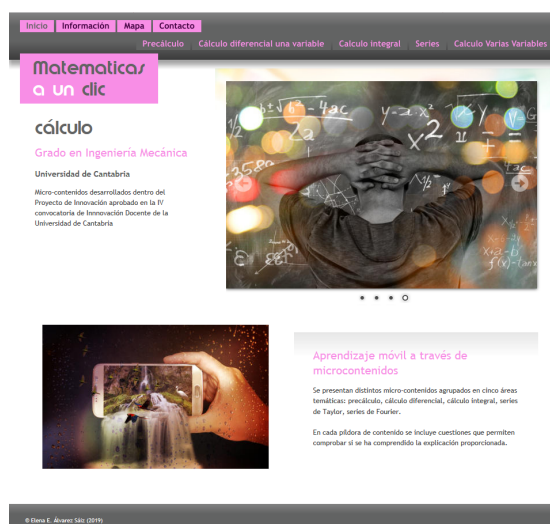 Inicio Información Mapa Contacto
Precálculo Cálculo diferencial una variable Calculo integral Series Calculo Varias Variables
Matematicas
a un clic
cálculo
Grado en Ingeniería Mecánica
Universidad de Cantabria
Micro-contenidos desarrollados dentro del
Proyecto de Innovación aprobado en la IV
convocatoria de Innnovación Docente de la
Universidad de Cantabria
Aprendizaje móvil a través de
microcontenidos
Se presentan distintos micro-contenidos agrupados en cinco áreas
temáticas: precálculo, cálculo diferencial, cálculo integral, series
de Taylor, series de Fourier.
En cada píldora de contenido se incluye cuestiones que permiten
comprobar si se ha comprendido la explicación proporcionada.
© Elena E. Álvarez Sáiz (2019)